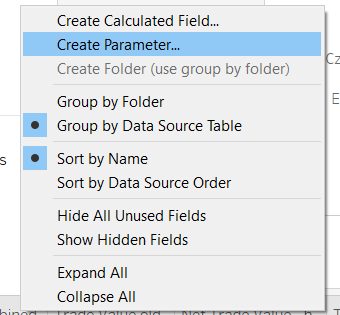 Create Calculated Field...
Create Parameter...
Create Folder (use group by folder)
Group by Folder
Group by Data Source Table
Sort by Name
Sort by Data Source Order
Hide All Unused Fields
Show Hidden Fields
Expand All
Collapse All